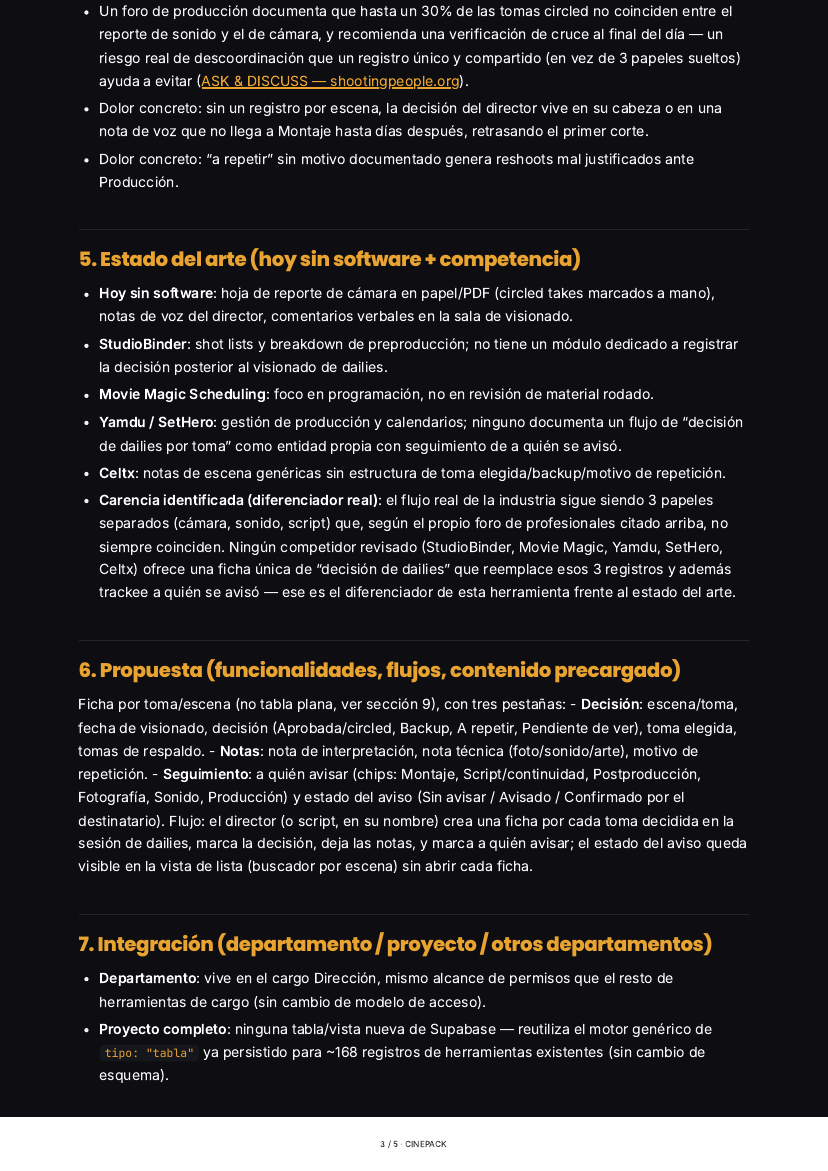 • Un foro de producción documenta que hasta un 30% de las tomas circled no coinciden entre el
reporte de sonido y el de cámara, y recomienda una verificación de cruce al final del día — un
riesgo real de descoordinación que un registro único y compartido (en vez de 3 papeles sueltos)
ayuda a evitar (ASK & DISCUSS — shootingpeople.org).
• Dolor concreto: sin un registro por escena, la decisión del director vive en su cabeza o en una
nota de voz que no llega a Montaje hasta días después, retrasando el primer corte.
• Dolor concreto: “a repetir” sin motivo documentado genera reshoots mal justificados ante
Producción.
5. Estado del arte (hoy sin software + competencia)
• Hoy sin software: hoja de reporte de cámara en papel/PDF (circled takes marcados a mano),
notas de voz del director, comentarios verbales en la sala de visionado.
• StudioBinder: shot lists y breakdown de preproducción; no tiene un módulo dedicado a registrar
la decisión posterior al visionado de dailies.
• Movie Magic Scheduling: foco en programación, no en revisión de material rodado.
• Yamdu / SetHero: gestión de producción y calendarios; ninguno documenta un flujo de “decisión
de dailies por toma” como entidad propia con seguimiento de a quién se avisó.
• Celtx: notas de escena genéricas sin estructura de toma elegida/backup/motivo de repetición.
• Carencia identificada (diferenciador real): el flujo real de la industria sigue siendo 3 papeles
separados (cámara, sonido, script) que, según el propio foro de profesionales citado arriba, no
siempre coinciden. Ningún competidor revisado (StudioBinder, Movie Magic, Yamdu, SetHero,
Celtx) ofrece una ficha única de “decisión de dailies” que reemplace esos 3 registros y además
trackee a quién se avisó — ese es el diferenciador de esta herramienta frente al estado del arte.
6. Propuesta (funcionalidades, flujos, contenido precargado)
Ficha por toma/escena (no tabla plana, ver sección 9), con tres pestañas: - Decisión: escena/toma,
fecha de visionado, decisión (Aprobada/circled, Backup, A repetir, Pendiente de ver), toma elegida,
tomas de respaldo. - Notas: nota de interpretación, nota técnica (foto/sonido/arte), motivo de
repetición. - Seguimiento: a quién avisar (chips: Montaje, Script/continuidad, Postproducción,
Fotografía, Sonido, Producción) y estado del aviso (Sin avisar / Avisado / Confirmado por el
destinatario). Flujo: el director (o script, en su nombre) crea una ficha por cada toma decidida en la
sesión de dailies, marca la decisión, deja las notas, y marca a quién avisar; el estado del aviso queda
visible en la vista de lista (buscador por escena) sin abrir cada ficha.
7. Integración (departamento / proyecto / otros departamentos)
• Departamento: vive en el cargo Dirección, mismo alcance de permisos que el resto de
herramientas de cargo (sin cambio de modelo de acceso).
• Proyecto completo: ninguna tabla/vista nueva de Supabase — reutiliza el motor genérico de
tipo: "tabla" ya persistido para ~168 registros de herramientas existentes (sin cambio de
esquema).
3 / 5 · CINEPACK